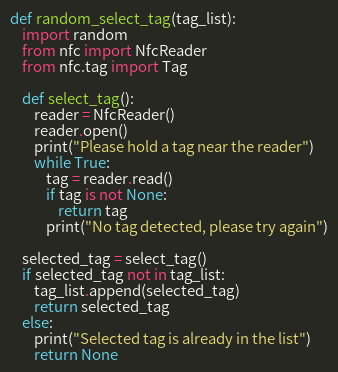 def random_select_tag(tag_list):
import random
from nfc import NfcReader
from nfc.tag import Tag
def select_tag():
reader = NfcReader()
reader.open()
print("Please hold a tag near the reader")
while True:
tag = reader.read()
if tag is not None:
return tag
print("No tag detected, please try again")
selected_tag = select_tag()
if selected_tag not in tag_list:
tag_list.append(selected_tag)
return selected_tag
else:
print("Selected tag is already in the list")
return None